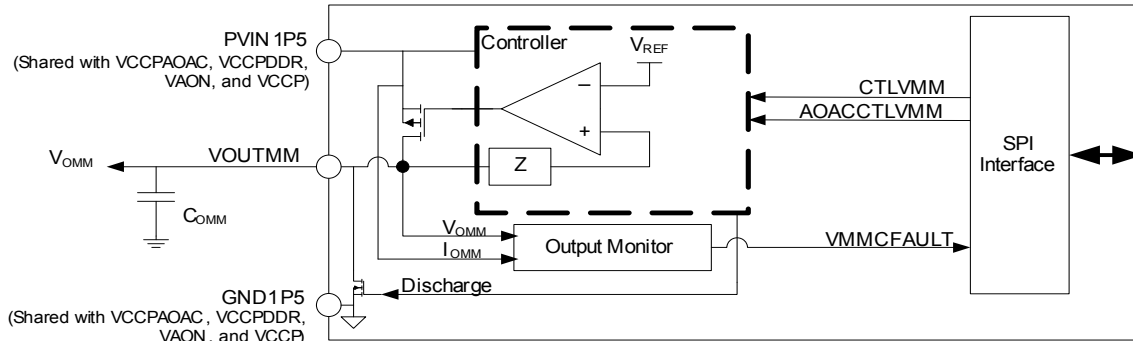 PVIN 1P5
(Shared with VCCPAOAC, VCCPDDR,
VAON, and VCCP)
Controller
VREF
−
+
Z
CTLVMM
AOACCTLVMM
SPI
Interface
VOMM
VOUTMM
COMM
VOMM
IOMM
Output Monitor
VMMCFAULT
Discharge
GND1P5
(Shared with VCCPAOAC, VCCPDDR,
VAON, and VCCP)